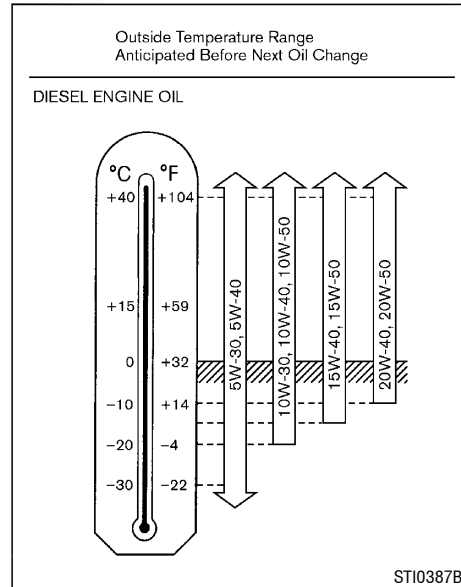 Outside Temperature Range
Anticipated Before Next Oil Change
DIESEL ENGINE OIL
°C °F
+40 +104
+15 +59
0 +32
−10 +14
−20 −4
−30 −22
5W-30, 5W-40
10W-30, 10W-40, 10W-50
15W-40, 15W-50
20W-40, 20W-50
STI0387B